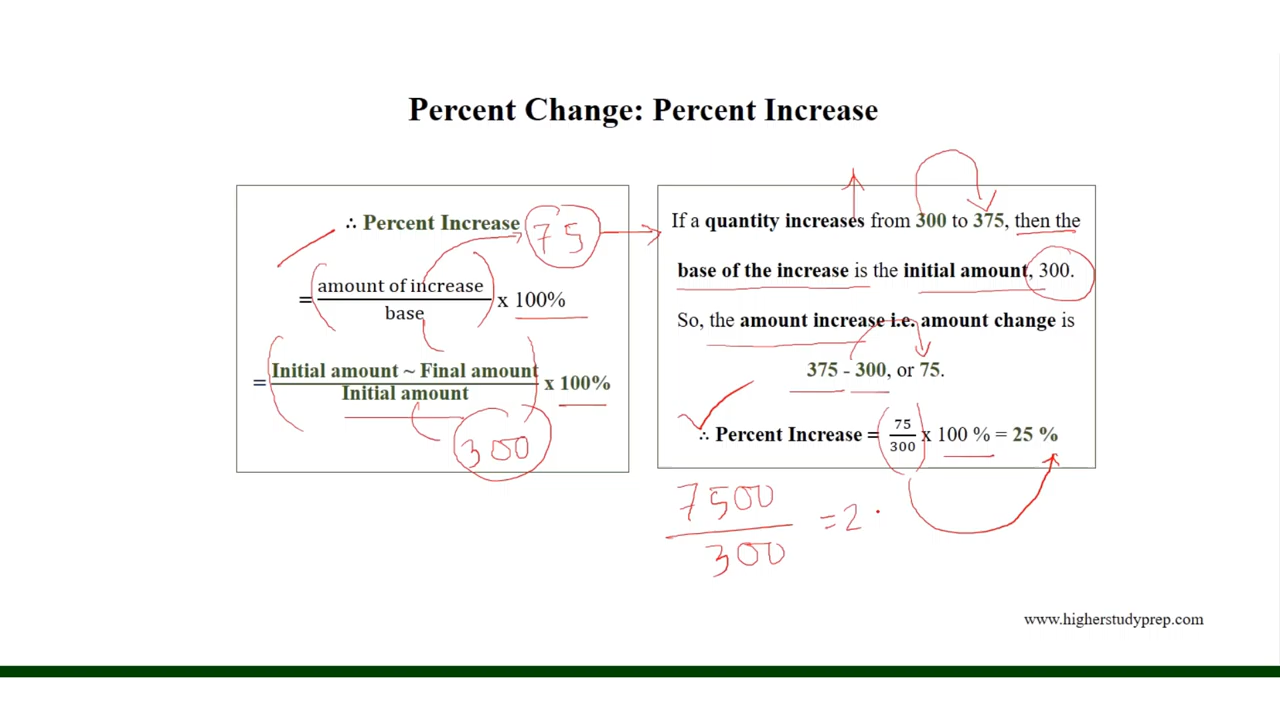 Percent Change: Percent Increase
∴ Percent Increase
75
= amount of increase / base x 100%
= Initial amount ~ Final amount / Initial amount x 100%
300
If a quantity increases from 300 to 375, then the
base of the increase is the initial amount, 300.
So, the amount increase i.e. amount change is
375 - 300, or 75.
∴ Percent Increase = 75/300 x 100 % = 25 %
7500/300 = 2
www.higherstudyprep.com